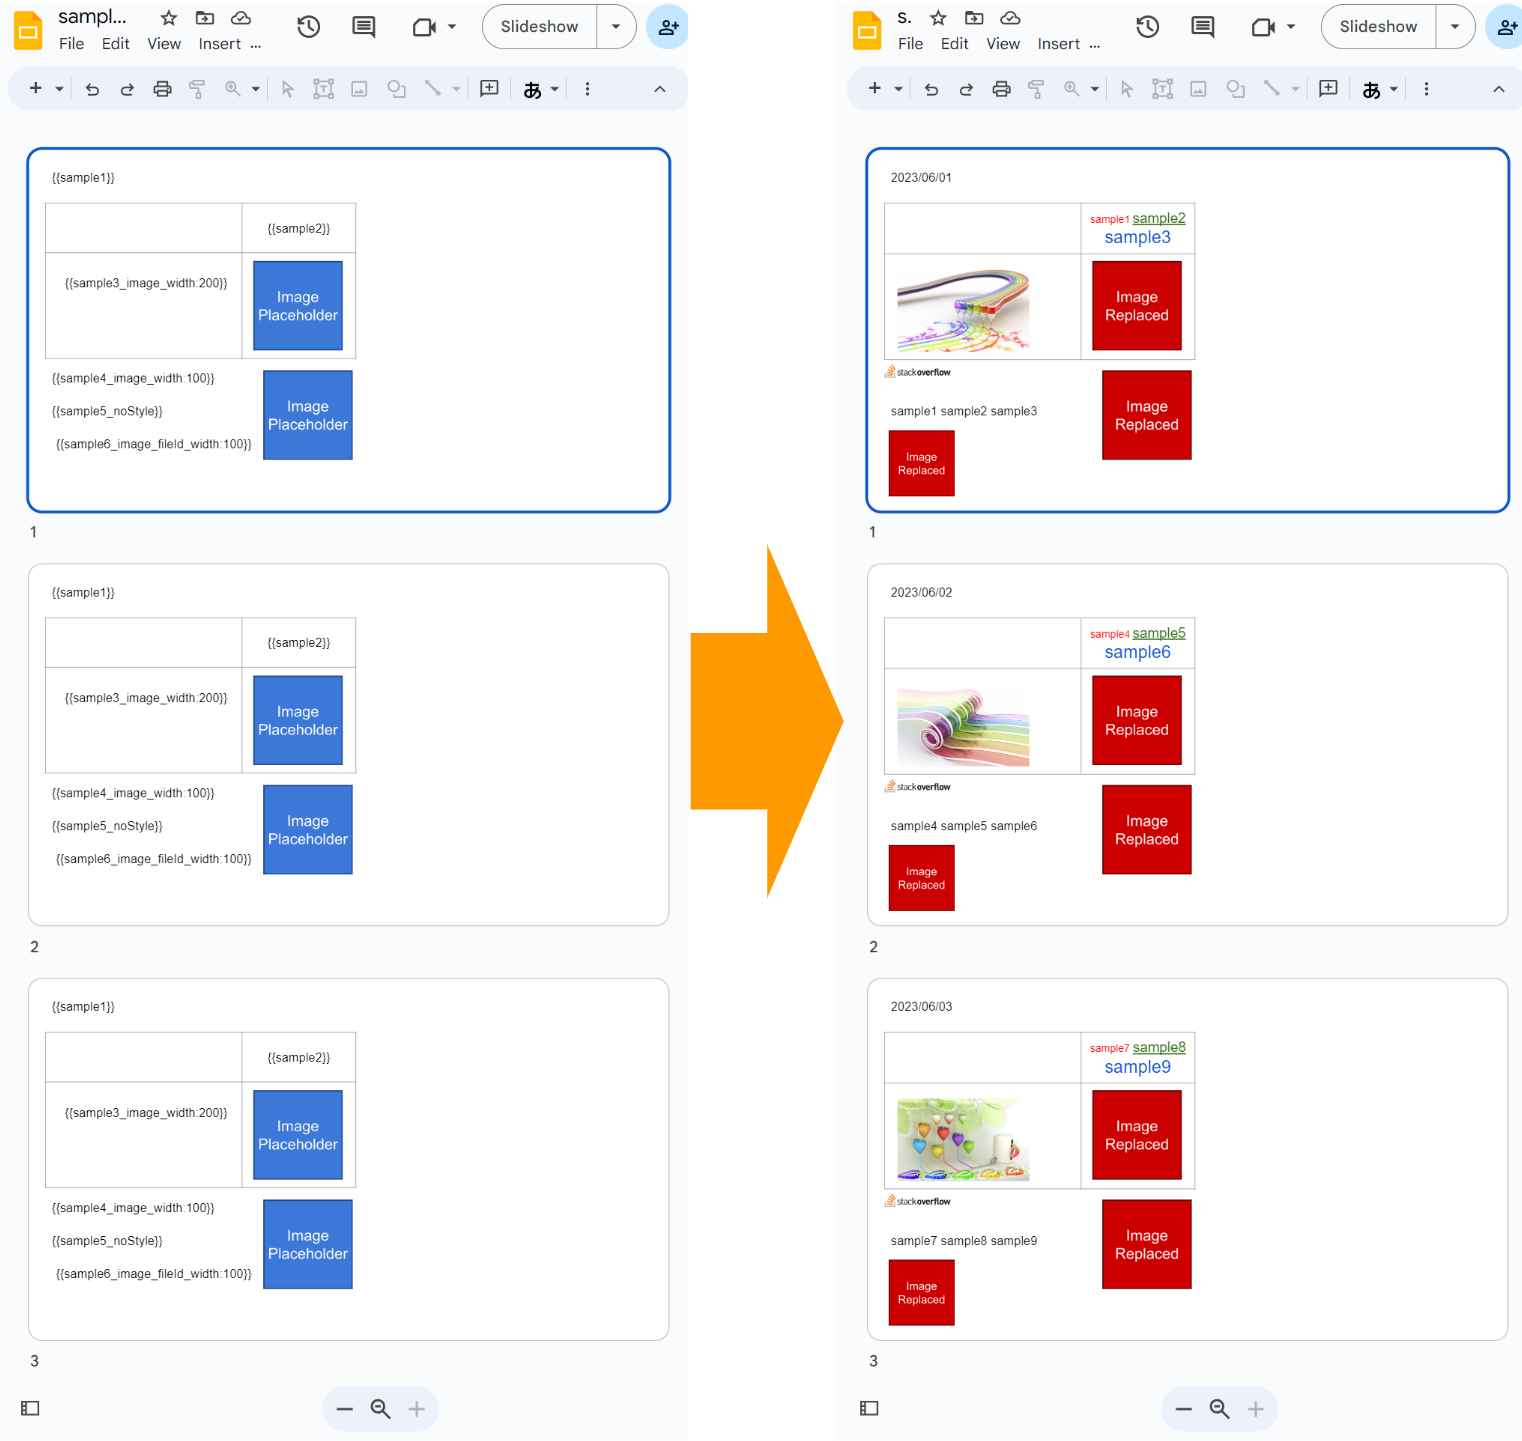 sampl...
File Edit View Insert ...
Slideshow
あ
{{sample1}}
{{sample2}}
{{sample3_image_width:200}}
Image
Placeholder
{{sample4_image_width:100}}
{{sample5_noStyle}}
{{sample6_image_fileId_width:100}}
Image
Placeholder
1
{{sample1}}
{{sample2}}
{{sample3_image_width:200}}
Image
Placeholder
{{sample4_image_width:100}}
{{sample5_noStyle}}
{{sample6_image_fileId_width:100}}
Image
Placeholder
2
{{sample1}}
{{sample2}}
{{sample3_image_width:200}}
Image
Placeholder
{{sample4_image_width:100}}
{{sample5_noStyle}}
{{sample6_image_fileId_width:100}}
Image
Placeholder
3
s.
File Edit View Insert ...
Slideshow
あ
2023/06/01
sample1 sample2
sample3
Image
Replaced
stackoverflow
sample1 sample2 sample3
Image
Replaced
Image
Replaced
1
2023/06/02
sample4 sample5
sample6
Image
Replaced
stackoverflow
sample4 sample5 sample6
Image
Replaced
Image
Replaced
2
2023/06/03
sample7 sample8
sample9
Image
Replaced
stackoverflow
sample7 sample8 sample9
Image
Replaced
Image
Replaced
3